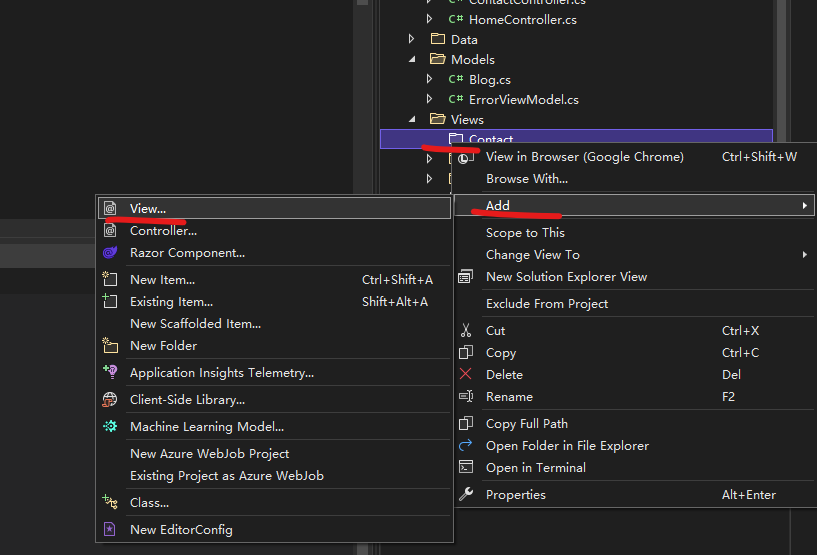 ContactController.cs
C# HomeController.cs
Data
Models
C# Blog.cs
C# ErrorViewModel.cs
Views
Contact
View in Browser (Google Chrome) Ctrl+Shift+W
Browse With...
Add
Scope to This
Change View To
New Solution Explorer View
Exclude From Project
Cut Ctrl+X
Copy Ctrl+C
Delete Del
Rename F2
Copy Full Path
Open Folder in File Explorer
Open in Terminal
Properties Alt+Enter
View...
Controller...
Razor Component...
New Item... Ctrl+Shift+A
Existing Item... Shift+Alt+A
New Scaffolded Item...
New Folder
Application Insights Telemetry...
Client-Side Library...
Machine Learning Model...
New Azure WebJob Project
Existing Project as Azure WebJob
Class...
New EditorConfig